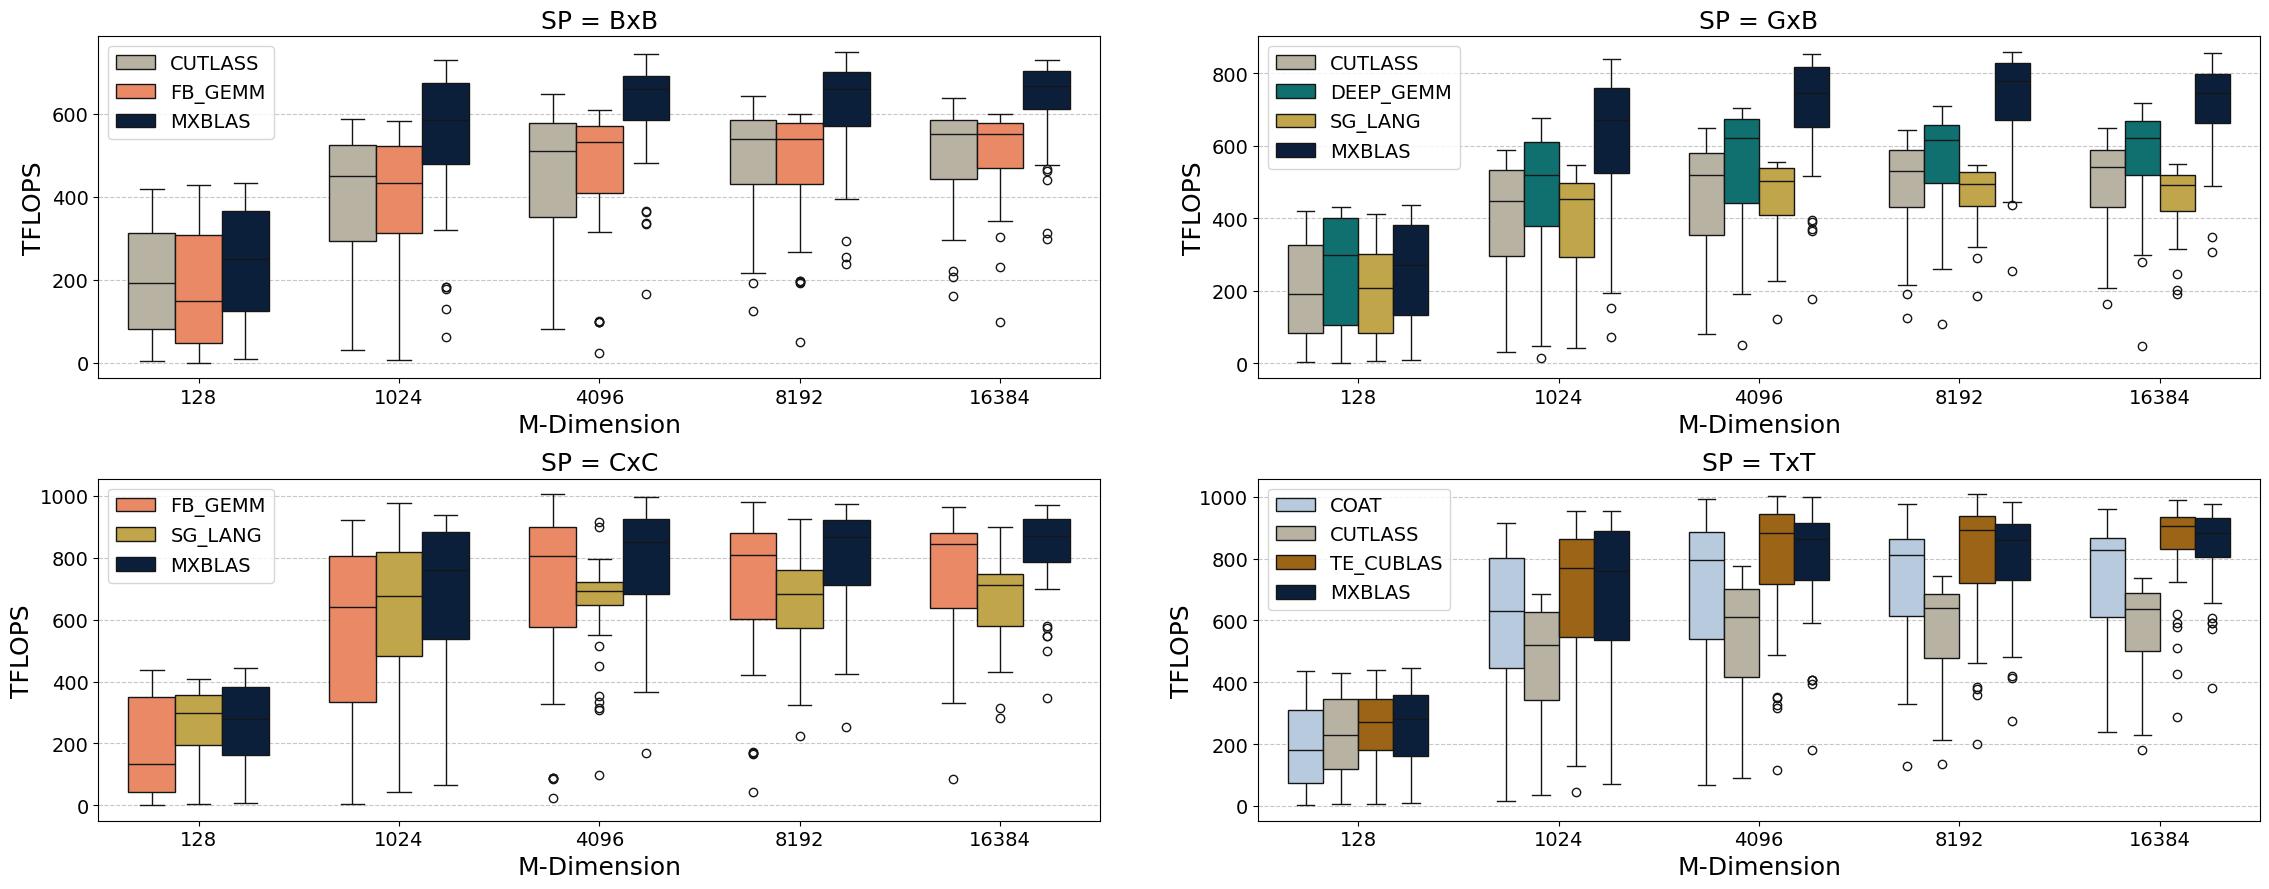 SP = BxB
CUTLASS
FB_GEMM
MXBLAS
TFLOPS
600
400
200
0
128 1024 4096 8192 16384
M-Dimension
SP = GxB
CUTLASS
DEEP_GEMM
SG_LANG
MXBLAS
TFLOPS
800
600
400
200
0
128 1024 4096 8192 16384
M-Dimension
SP = CxC
FB_GEMM
SG_LANG
MXBLAS
TFLOPS
1000
800
600
400
200
0
128 1024 4096 8192 16384
M-Dimension
SP = TxT
COAT
CUTLASS
TE_CUBLAS
MXBLAS
TFLOPS
1000
800
600
400
200
0
128 1024 4096 8192 16384
M-Dimension